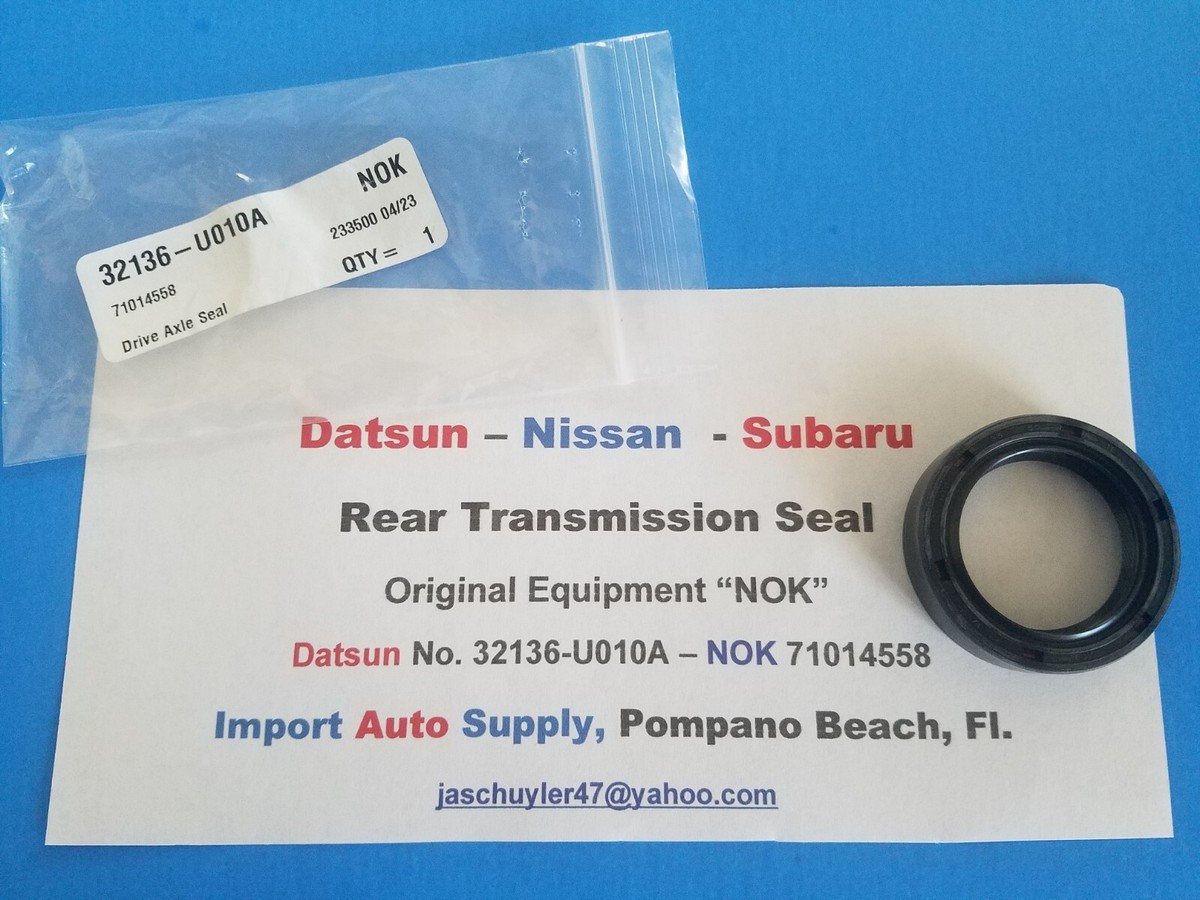 NOK
32136-U010A
233500 04/23
71014558
QTY= 1
Drive Axle Seal
Datsun – Nissan - Subaru
Rear Transmission Seal
Original Equipment “NOK”
Datsun No. 32136-U010A – NOK 71014558
Import Auto Supply, Pompano Beach, Fl.
jaschuyler47@yahoo.com